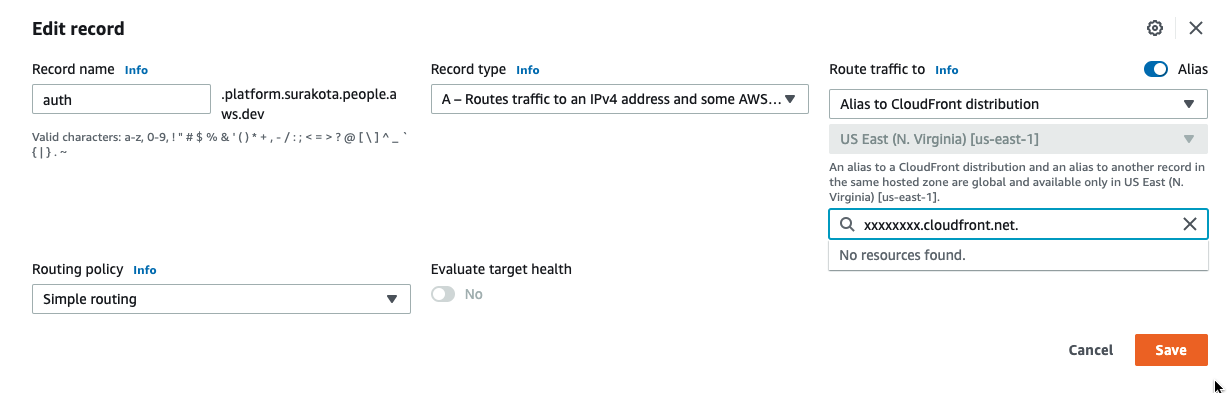 Edit record
Record name Info
auth
.platform.surakota.people.a
ws.dev
Valid characters: a-z, 0-9, ! " # $ % & ' ( ) * + , - / : ; < = > ? @ [ \ ] ^ _ `
{ | } . ~
Record type Info
A – Routes traffic to an IPv4 address and some AWS...
Route traffic to Info
Alias
Alias to CloudFront distribution
US East (N. Virginia) [us-east-1]
An alias to a CloudFront distribution and an alias to another record in
the same hosted zone are global and available only in US East (N.
Virginia) [us-east-1].
xxxxxxxx.cloudfront.net.
No resources found.
Routing policy Info
Simple routing
Evaluate target health
No
Cancel
Save